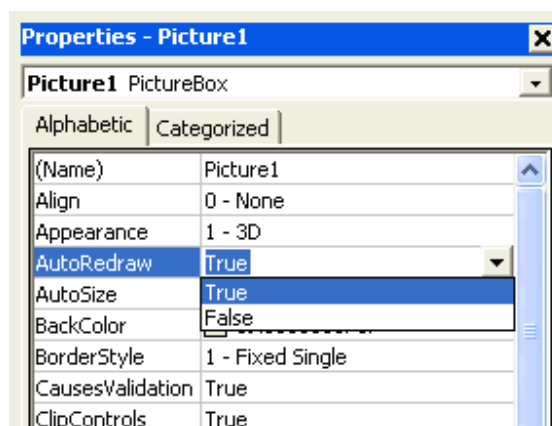 Properties - Picture1
Picture1 PictureBox
Alphabetic Categorized
(Name) Picture1
Align 0 - None
Appearance 1 - 3D
AutoRedraw True
AutoSize True
BackColor False
BorderStyle 1 - Fixed Single
CausesValidation True
ClipControls True